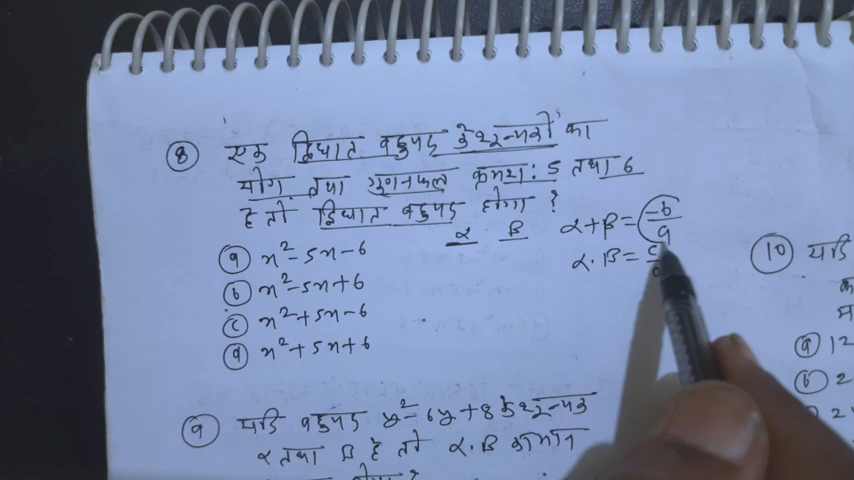 ⑧ एक द्विघात बहुपद के शून्यकों का
योग तथा गुणनफल क्रमश: 5 तथा 6
है तो द्विघात बहुपद होगा ?
α β
α+β = -b/a
α.β = c/a
ⓐ x²-5x-6
ⓑ x²-5x+6
ⓒ x²+5x-6
ⓓ x²+5x+6
⑨ यदि बहुपद y²-6y+8 के शून्यक
α तथा β है तो α.β का मान
⑩ यदि
ⓐ 12
ⓑ 2